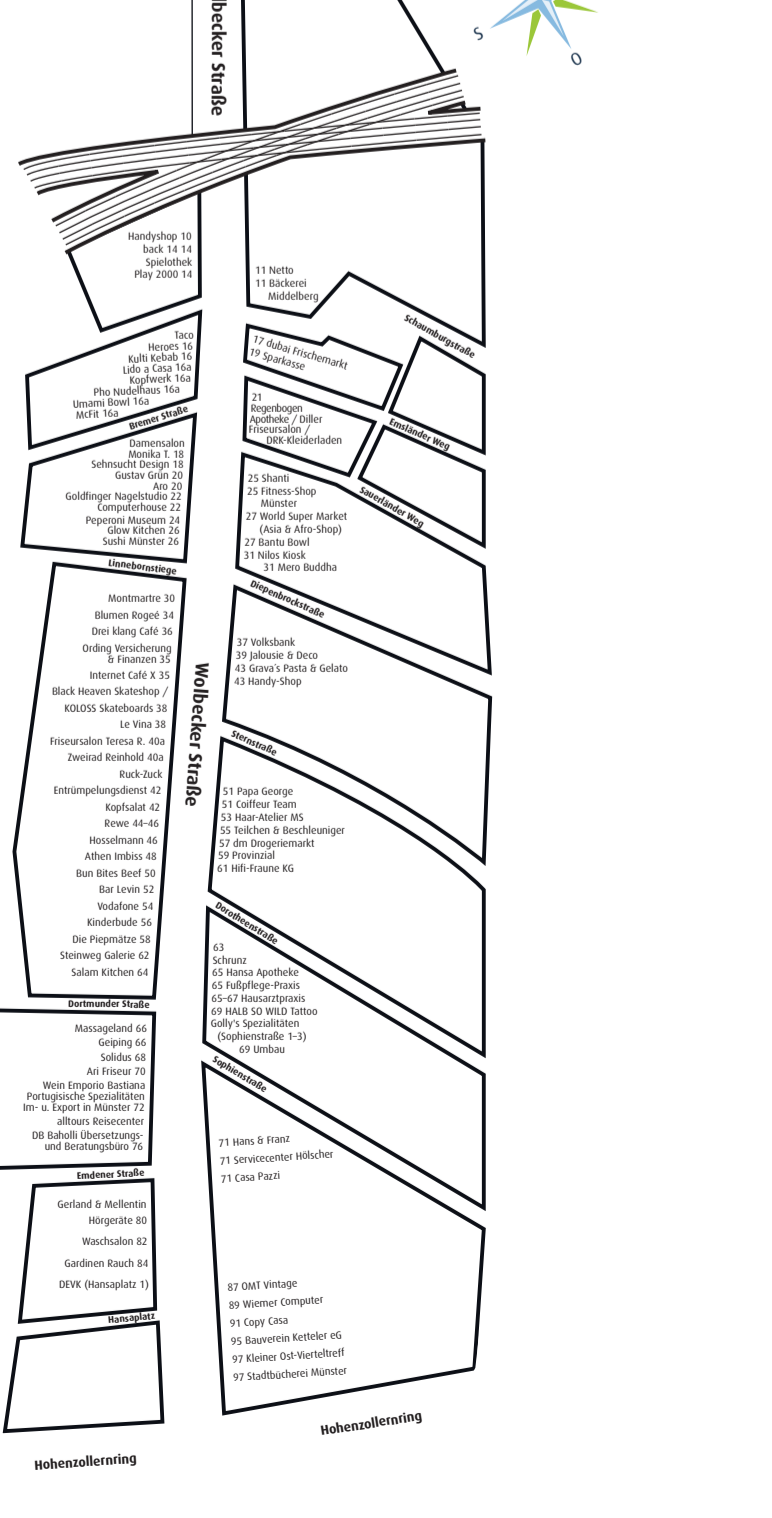 lbecker Straße
S
O
Handyshop 10
back 14 14
Spielothek
Play 2000 14
11 Netto
11 Bäckerei
Middelberg
Schaumburgstraße
Taco
Heroes 16
Kulti Kebab 16
Lido a Casa 16a
Kopfwerk 16a
Pho Nudelhaus 16a
Umami Bowl 16a
McFit 16a
17 dubai Frischemarkt
19 Sparkasse
Bremer Straße
21
Regenbogen
Apotheke / Diller
Friseursalon /
DRK-Kleiderladen
Emsländer Weg
Damensalon
Monika T. 18
Sehnsucht Design 18
Gustav Grün 20
Aro 20
Goldfinger Nagelstudio 22
Computerhouse 22
Peperoni Museum 24
Glow Kitchen 26
Sushi Münster 26
25 Shanti
25 Fitness-Shop
Münster
27 World Super Market
(Asia & Afro-Shop)
27 Bantu Bowl
31 Nilos Kiosk
31 Mero Buddha
Sauerländer Weg
Linnebornstiege
Diepenbrockstraße
Montmartre 30
Blumen Rogeé 34
Drei klang Café 36
Ording Versicherung
& Finanzen 35
Internet Café X 35
Black Heaven Skateshop /
KOLOSS Skateboards 38
Le Vina 38
Friseursalon Teresa R. 40a
Zweirad Reinhold 40a
Ruck-Zuck
Entrümpelungsdienst 42
Kopfsalat 42
Rewe 44–46
Hosselmann 46
Athen Imbiss 48
Bun Bites Beef 50
Bar Levin 52
Vodafone 54
Kinderbude 56
Die Piepmätze 58
Steinweg Galerie 62
Salam Kitchen 64
Wolbecker Straße
37 Volksbank
39 Jalousie & Deco
43 Grava´s Pasta & Gelato
43 Handy-Shop
Sternstraße
51 Papa George
51 Coiffeur Team
53 Haar-Atelier MS
55 Teilchen & Beschleuniger
57 dm Drogeriemarkt
59 Provinzial
61 Hifi-Fraune KG
Dorotheenstraße
63
Schrunz
65 Hansa Apotheke
65 Fußpflege-Praxis
65–67 Hausarztpraxis
69 HALB SO WILD Tattoo
Golly's Spezialitäten
(Sophienstraße 1–3)
69 Umbau
Dortmunder Straße
Sophienstraße
Massageland 66
Geiping 66
Solidus 68
Ari Friseur 70
Wein Emporio Bastiana
Portugisische Spezialitäten
Im- u. Export in Münster 72
alltours Reisecenter
DB Baholli Übersetzungs-
und Beratungsbüro 76
Emdener Straße
71 Hans & Franz
71 Servicecenter Hölscher
71 Casa Pazzi
Gerland & Mellentin
Hörgeräte 80
Waschsalon 82
Gardinen Rauch 84
DEVK (Hansaplatz 1)
Hansaplatz
87 OMT Vintage
89 Wiemer Computer
91 Copy Casa
95 Bauverein Ketteler eG
97 Kleiner Ost-Vierteltreff
97 Stadtbücherei Münster
Hohenzollernring
Hohenzollernring